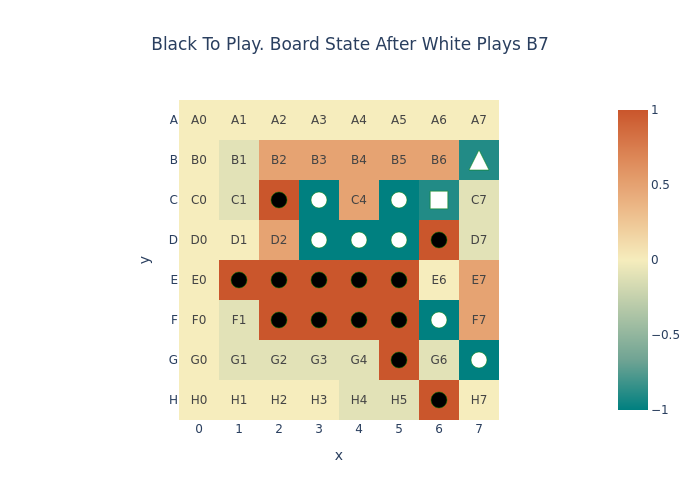 Black To Play. Board State After White Plays B7
A A0 A1 A2 A3 A4 A5 A6 A7
B B0 B1 B2 B3 B4 B5 B6
C C0 C1 C4 C7
D D0 D1 D2 D7
E E0 E6 E7
F F0 F1 F7
G G0 G1 G2 G3 G4 G6
H H0 H1 H2 H3 H4 H5 H7
0 1 2 3 4 5 6 7
x
y
1
0.5
0
−0.5
−1